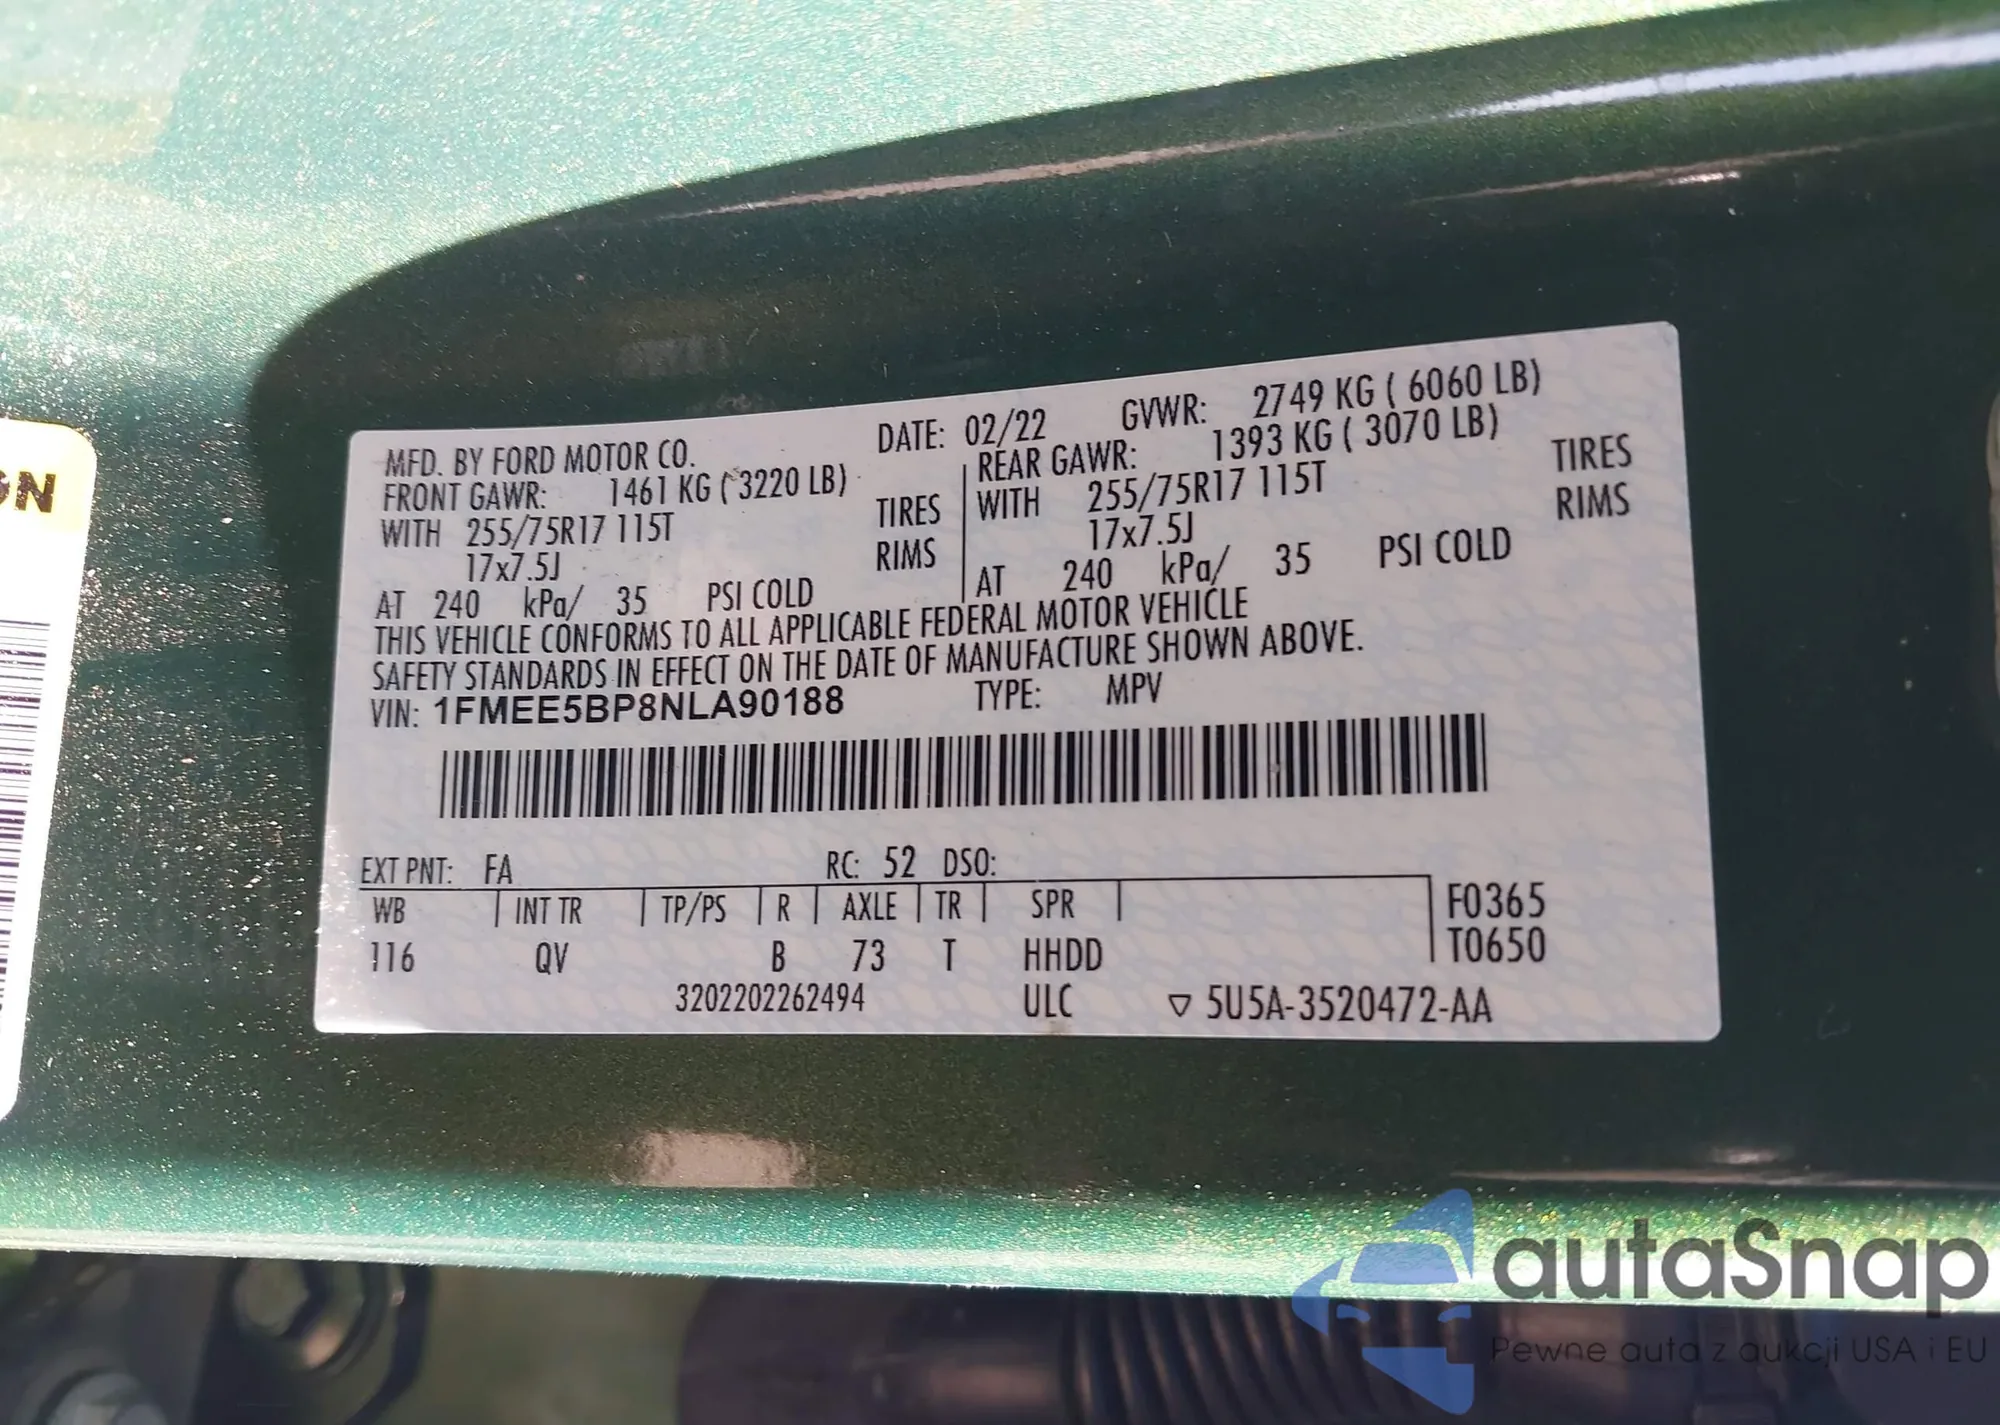 MFD. BY FORD MOTOR CO. DATE: 02/22 GVWR: 2749 KG ( 6060 LB)
FRONT GAWR: 1461 KG ( 3220 LB) REAR GAWR: 1393 KG ( 3070 LB)
WITH 255/75R17 115T TIRES WITH 255/75R17 115T TIRES
17x7.5J RIMS 17x7.5J RIMS
AT 240 kPa/ 35 PSI COLD AT 240 kPa/ 35 PSI COLD
THIS VEHICLE CONFORMS TO ALL APPLICABLE FEDERAL MOTOR VEHICLE
SAFETY STANDARDS IN EFFECT ON THE DATE OF MANUFACTURE SHOWN ABOVE.
VIN: 1FMEE5BP8NLA90188 TYPE: MPV
EXT PNT: FA RC: 52 DSO:
WB INT TR TP/PS R AXLE TR SPR F0365
116 QV B 73 T HHDD T0650
3202202262494 ULC ▽ 5U5A-3520472-AA
autaSnap
Pewne auta z aukcji USA i EU